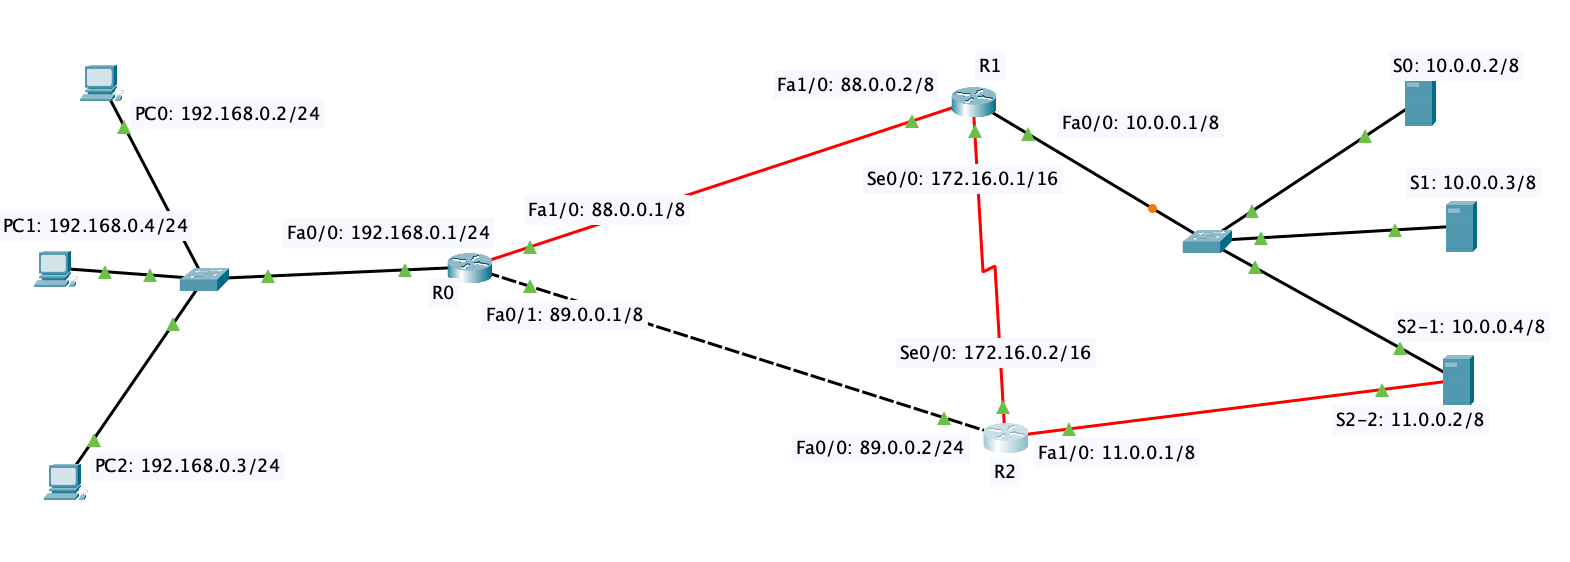 R1
S0: 10.0.0.2/8
Fa1/0: 88.0.0.2/8
PC0: 192.168.0.2/24
Fa0/0: 10.0.0.1/8
Se0/0: 172.16.0.1/16
S1: 10.0.0.3/8
Fa1/0: 88.0.0.1/8
PC1: 192.168.0.4/24
Fa0/0: 192.168.0.1/24
R0
Fa0/1: 89.0.0.1/8
S2-1: 10.0.0.4/8
Se0/0: 172.16.0.2/16
S2-2: 11.0.0.2/8
Fa0/0: 89.0.0.2/24
Fa1/0: 11.0.0.1/8
PC2: 192.168.0.3/24
R2